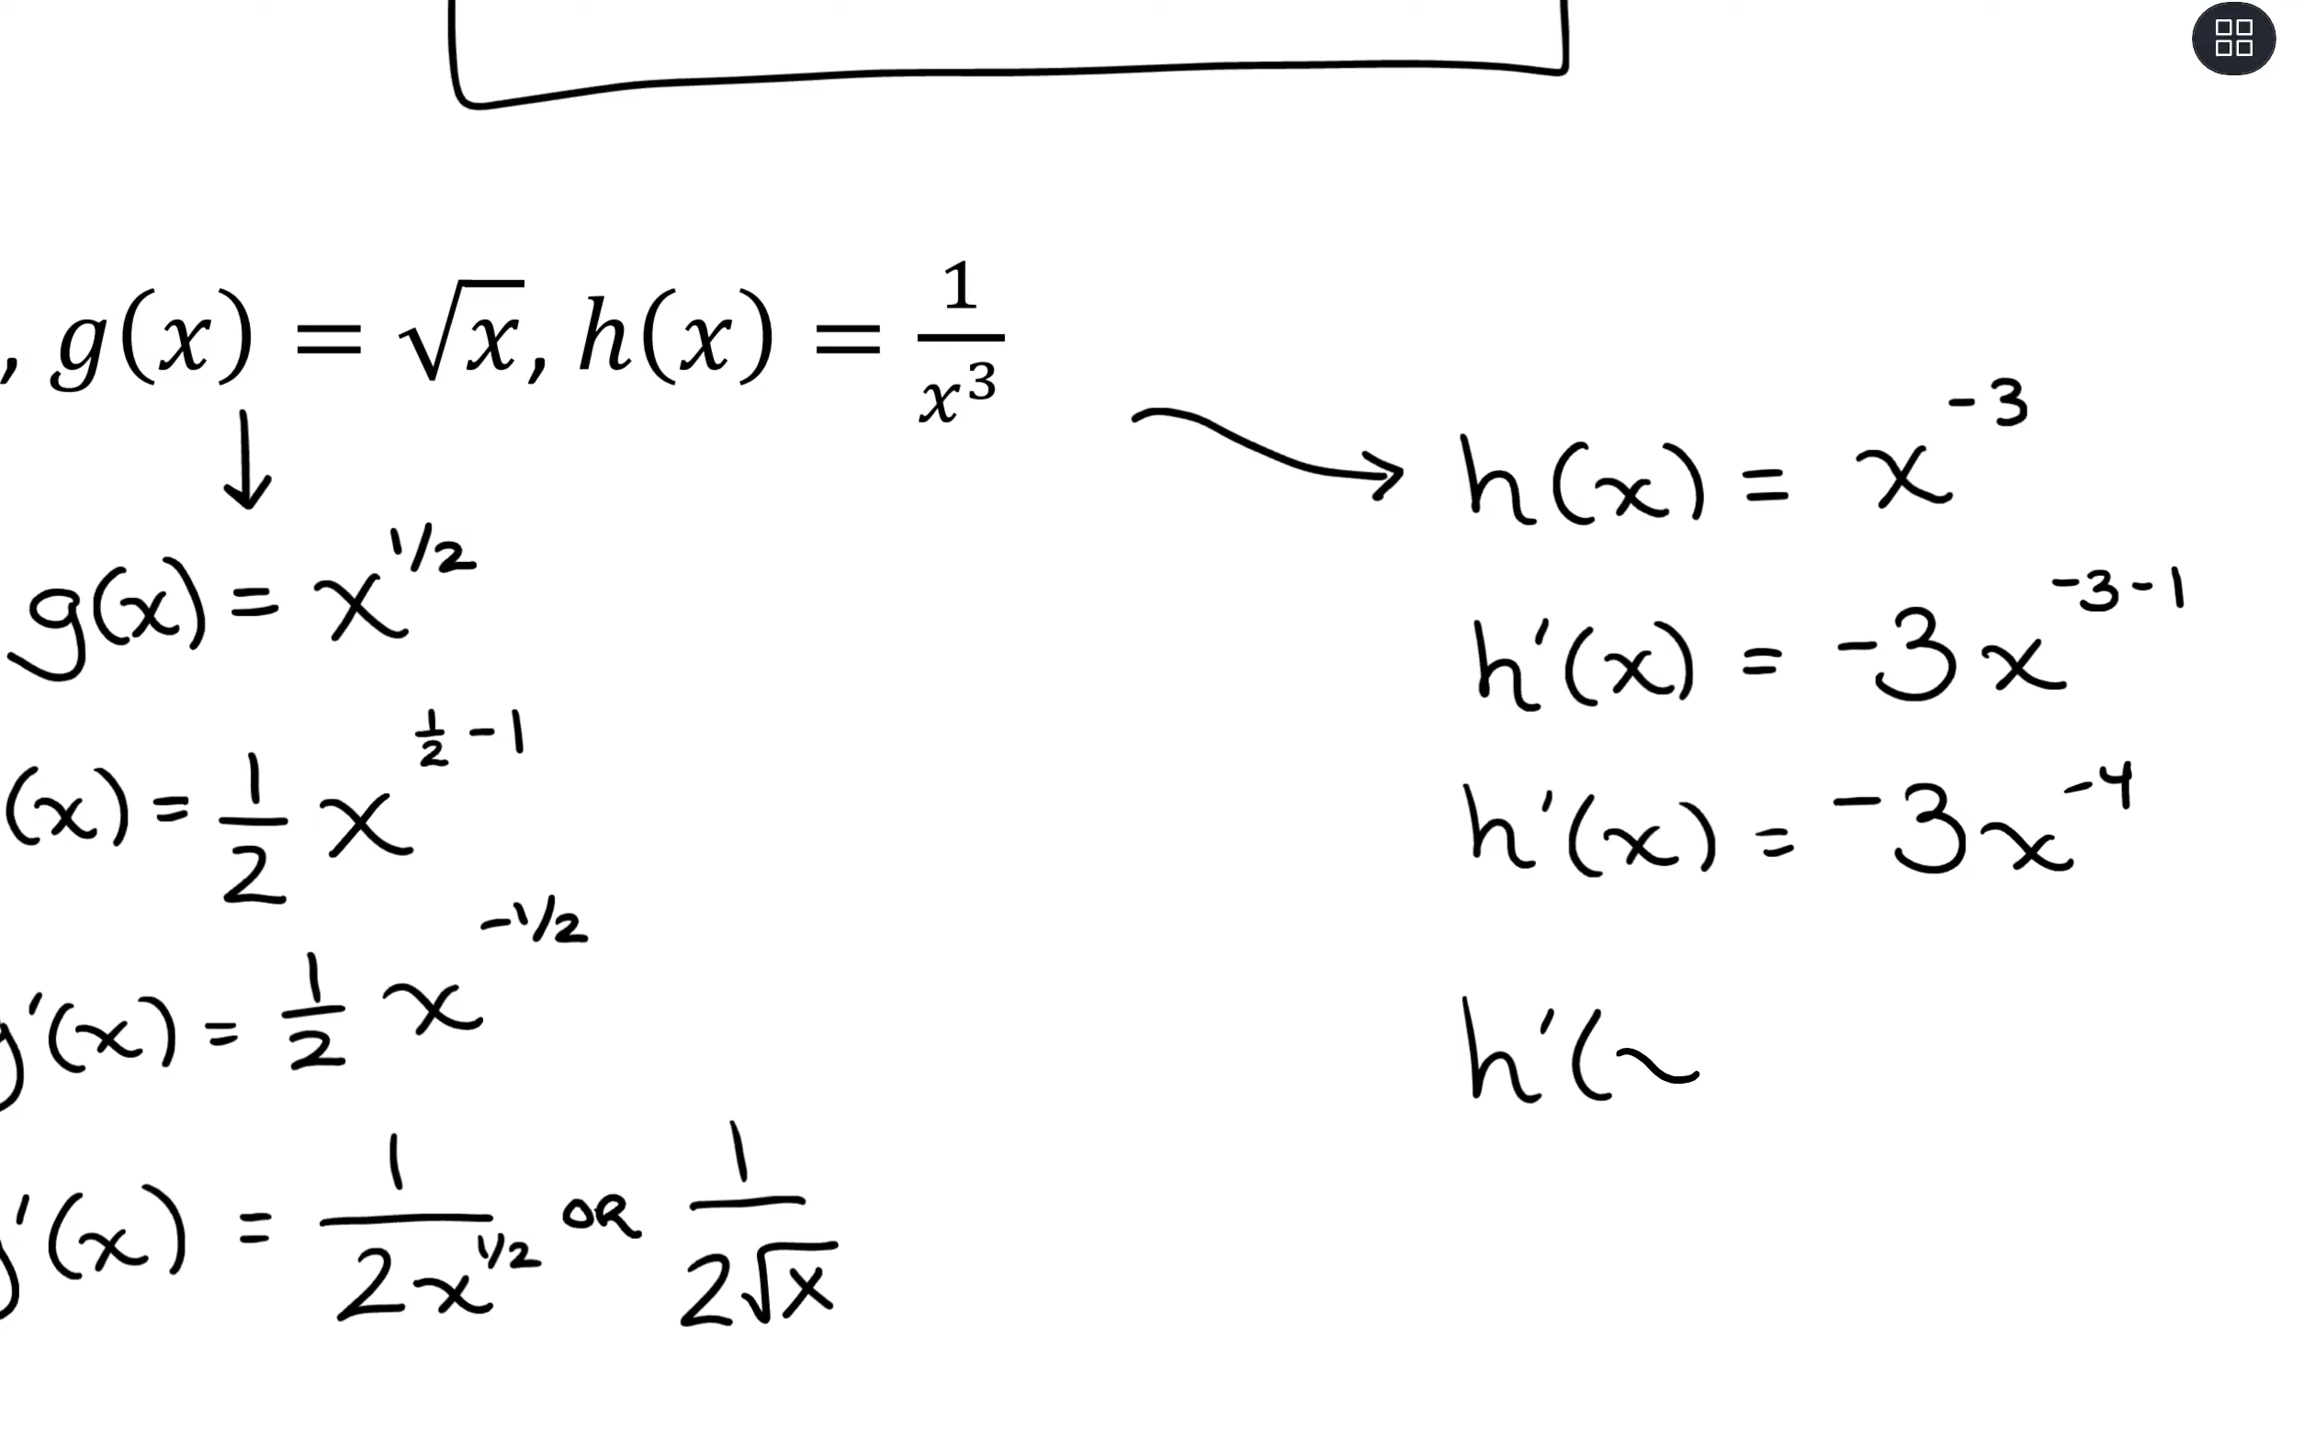 , g(x) = √x, h(x) = 1/x³
g(x) = x^1/2
(x) = 1/2 x^1/2 - 1
g'(x) = 1/2 x^-1/2
g'(x) = 1/2x^1/2 OR 1/2√x
h(x) = x^-3
h'(x) = -3x^-3-1
h'(x) = -3x^-4
h'(